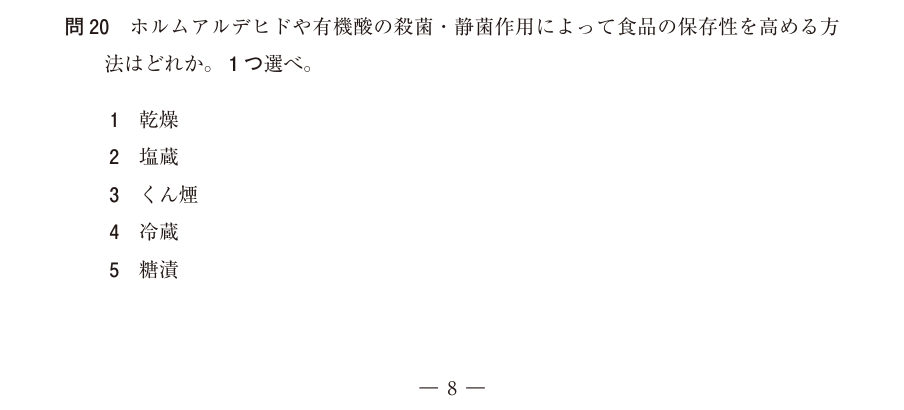 問20 ホルムアルデヒドや有機酸の殺菌・静菌作用によって食品の保存性を高める方
法はどれか。1つ選べ。
1 乾燥
2 塩蔵
3 くん煙
4 冷蔵
5 糖漬
— 8 —